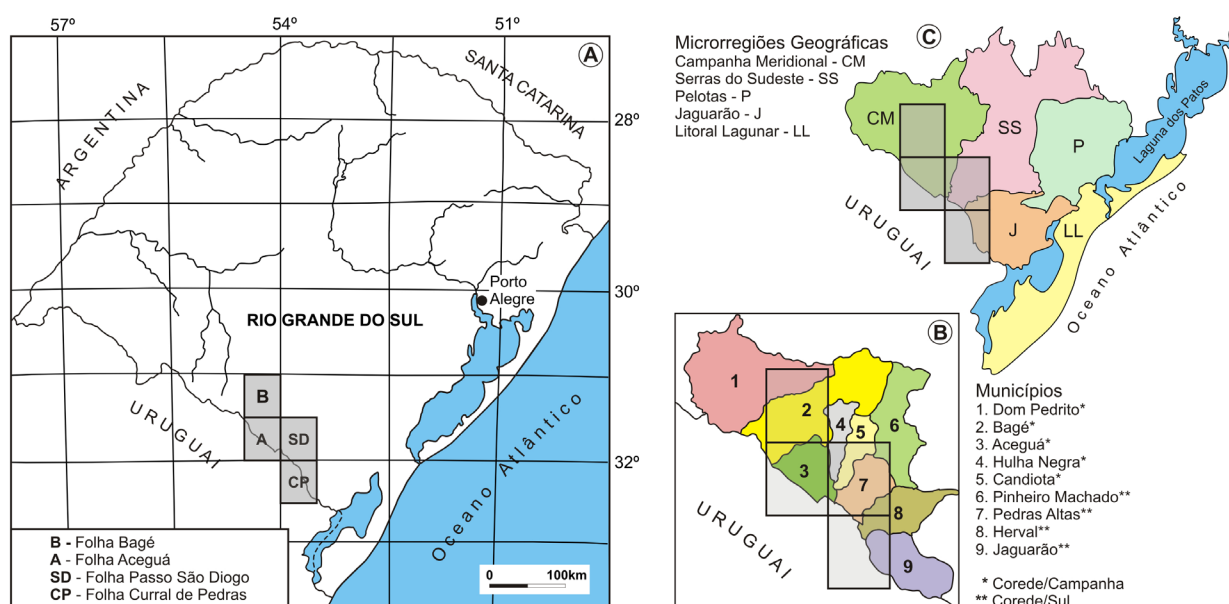 57º
54º
51º
A
ARGENTINA
SANTA CATARINA
28º
Porto
Alegre
30º
RIO GRANDE DO SUL
B
A
SD
CP
URUGUAI
32º
Oceano Atlântico
B - Folha Bagé
A - Folha Aceguá
SD - Folha Passo São Diogo
CP - Folha Curral de Pedras
0 100km
C
Microrregiões Geográficas
Campanha Meridional - CM
Serras do Sudeste - SS
Pelotas - P
Jaguarão - J
Litoral Lagunar - LL
CM
SS
P
J
LL
Laguna dos Patos
URUGUAI
Oceano Atlântico
B
1
2
3
4
5
6
7
8
9
URUGUAI
Municípios
1. Dom Pedrito*
2. Bagé*
3. Aceguá*
4. Hulha Negra*
5. Candiota*
6. Pinheiro Machado**
7. Pedras Altas**
8. Herval**
9. Jaguarão**
* Corede/Campanha
** Corede/Sul